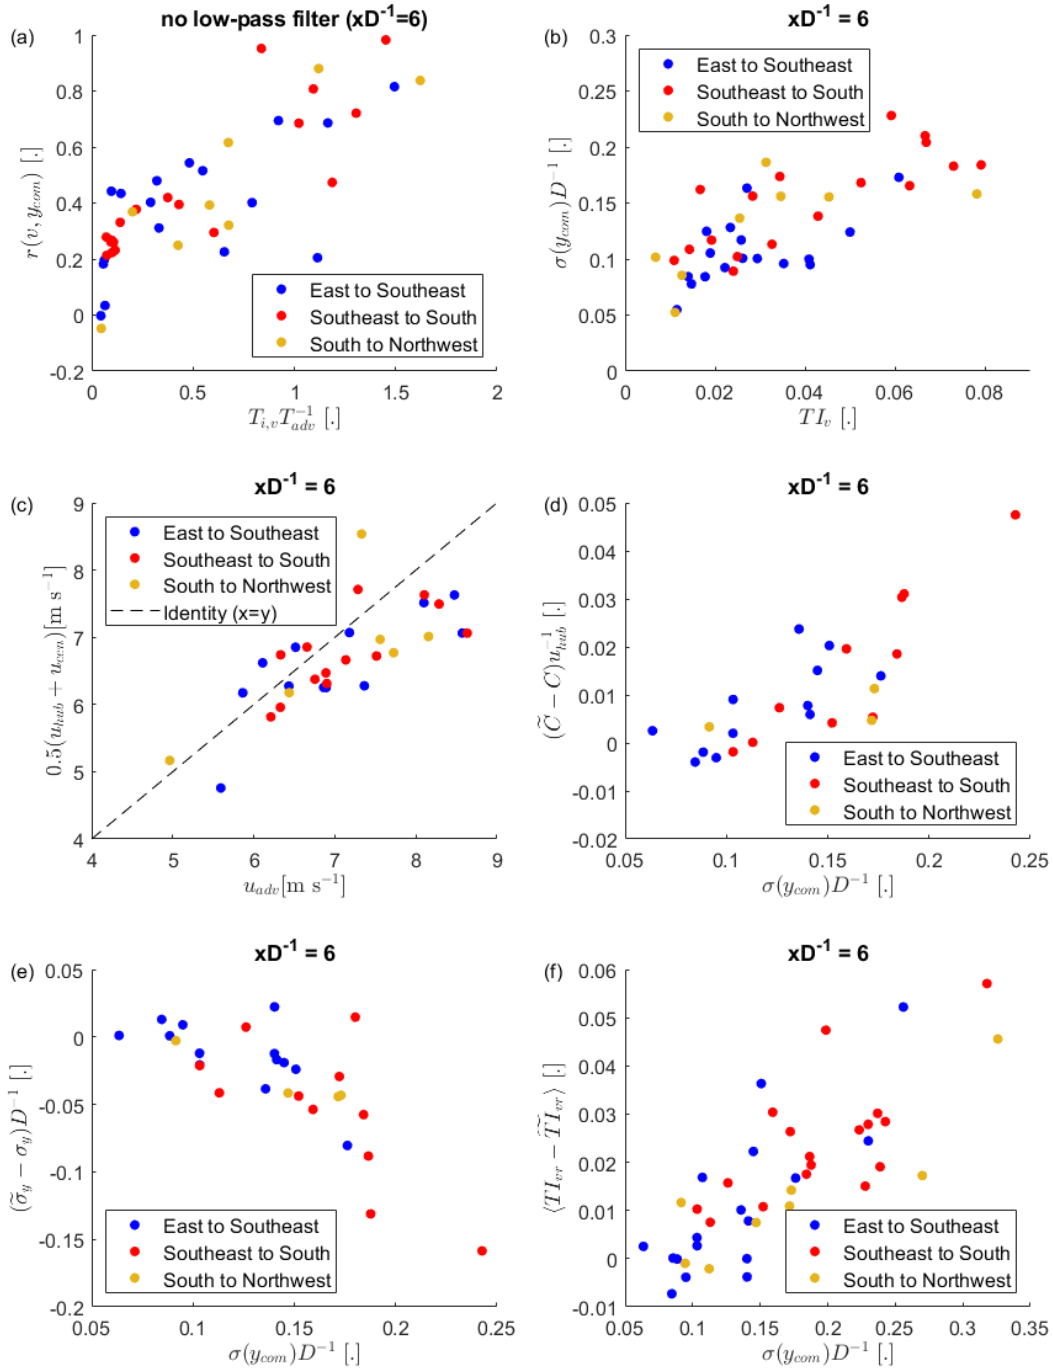 (a) no low-pass filter (xD⁻¹=6)
r(v, y_com) [.]
1
0.8
0.6
0.4
0.2
0
-0.2
East to Southeast
Southeast to South
South to Northwest
0 0.5 1 1.5 2
T_{i,v}T_{adv}^{-1} [.]
(b) xD⁻¹ = 6
σ(y_com)D⁻¹ [.]
0.3
0.25
0.2
0.15
0.1
0.05
0
East to Southeast
Southeast to South
South to Northwest
0 0.02 0.04 0.06 0.08
TI_v [.]
(c) xD⁻¹ = 6
0.5(u_hub + u_cen)[m s⁻¹]
9
8
7
6
5
4
East to Southeast
Southeast to South
South to Northwest
Identity (x=y)
4 5 6 7 8 9
u_adv[m s⁻¹]
(d) xD⁻¹ = 6
(C̃ − C)u_{hub}^{-1} [.]
0.05
0.04
0.03
0.02
0.01
0
-0.01
-0.02
East to Southeast
Southeast to South
South to Northwest
0.05 0.1 0.15 0.2 0.25
σ(y_com)D⁻¹ [.]
(e) xD⁻¹ = 6
(σ̃_y − σ_y)D⁻¹ [.]
0.05
0
-0.05
-0.1
-0.15
-0.2
East to Southeast
Southeast to South
South to Northwest
0.05 0.1 0.15 0.2 0.25
σ(y_com)D⁻¹ [.]
(f) xD⁻¹ = 6
⟨TI_vr − T̃I_vr⟩ [.]
0.06
0.05
0.04
0.03
0.02
0.01
0
-0.01
East to Southeast
Southeast to South
South to Northwest
0.05 0.1 0.15 0.2 0.25 0.3 0.35
σ(y_com)D⁻¹ [.]